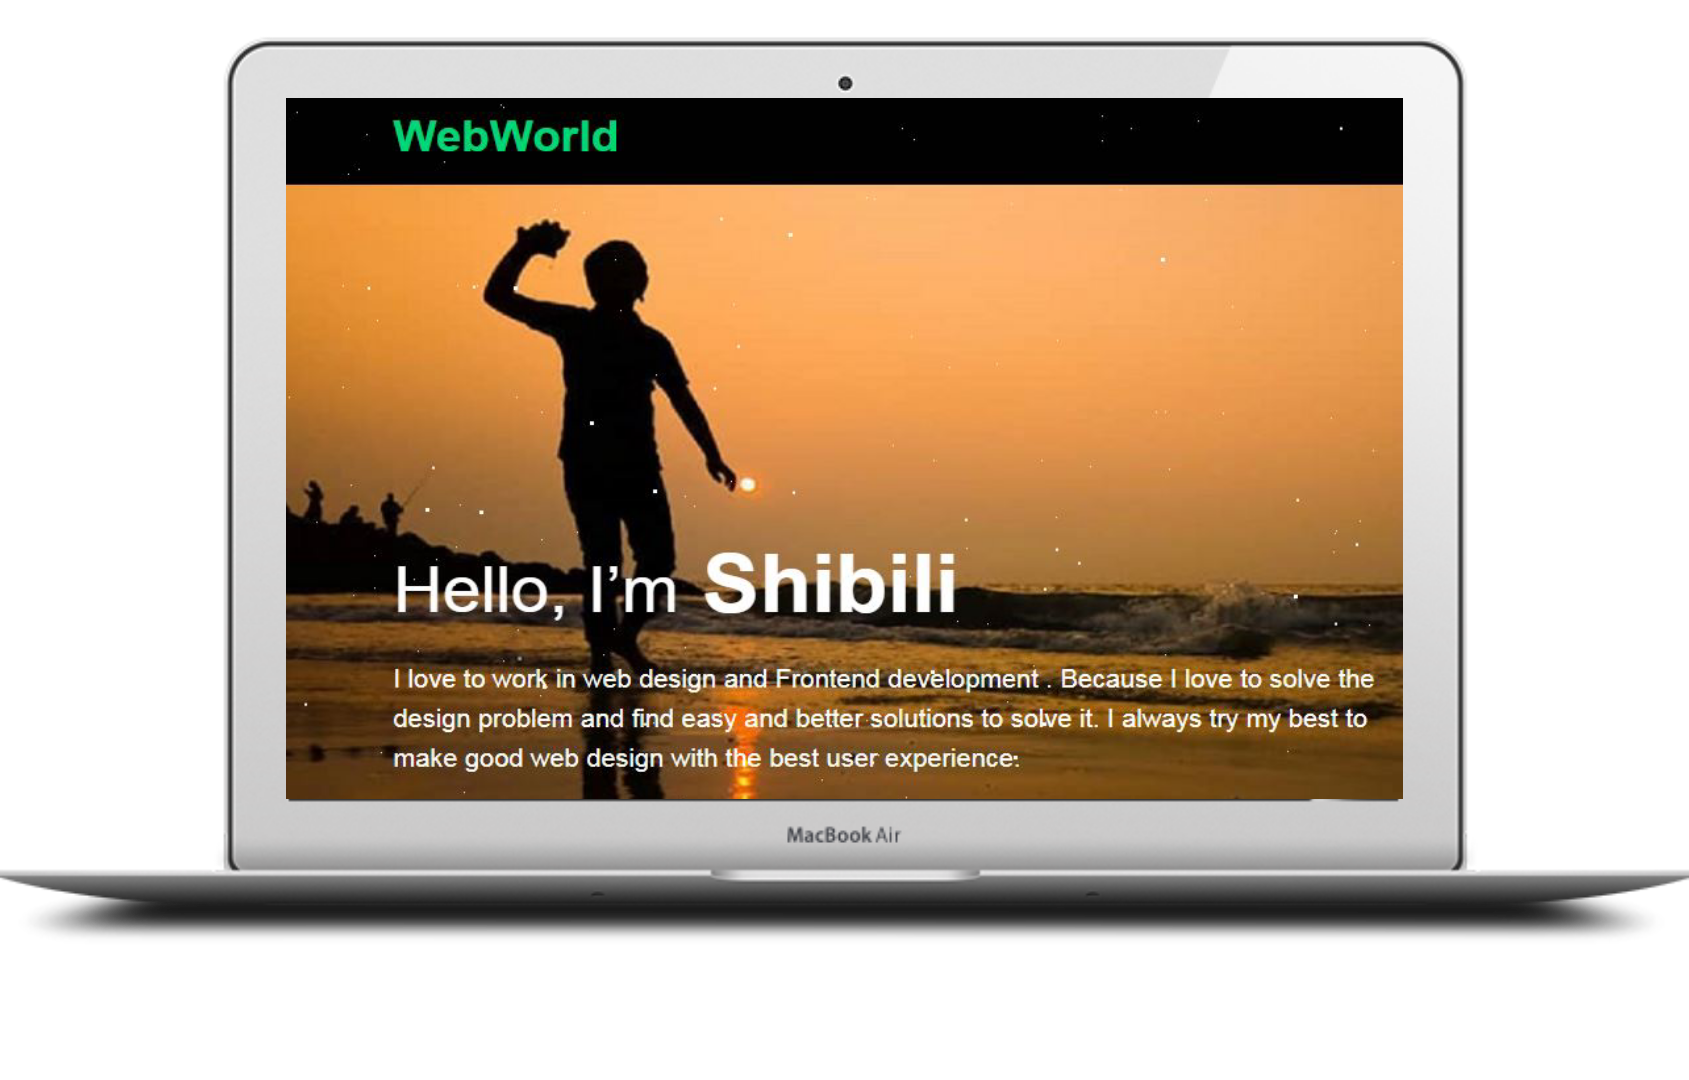 WebWorld
Hello, I’m Shibili
I love to work in web design and Frontend development . Because I love to solve the
design problem and find easy and better solutions to solve it. I always try my best to
make good web design with the best user experience.
MacBook Air